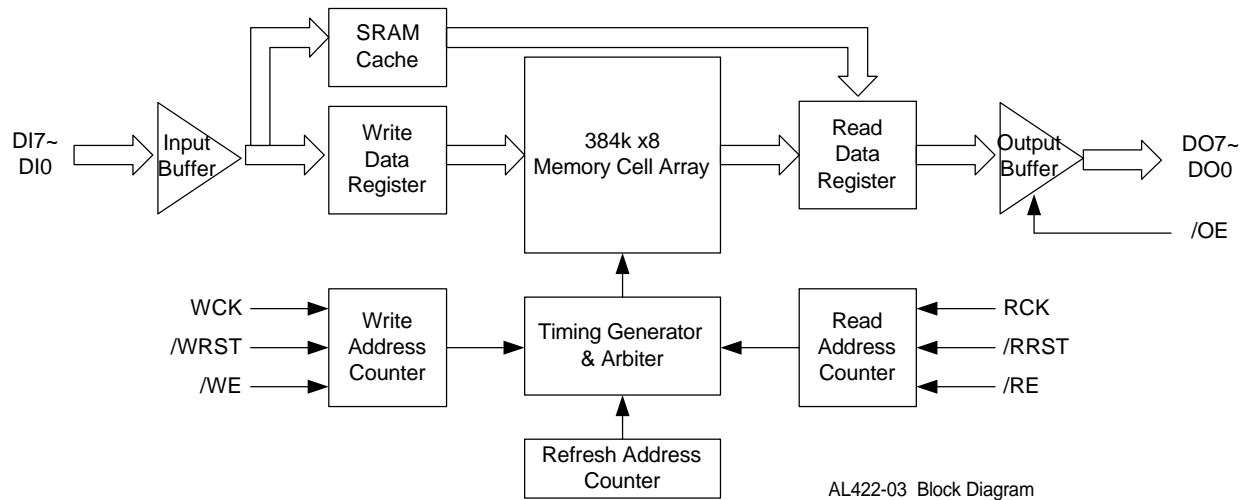 SRAM
Cache
DI7~
DI0
Input
Buffer
Write
Data
Register
384k x8
Memory Cell Array
Read
Data
Register
Output
Buffer
DO7~
DO0
/OE
WCK
/WRST
/WE
Write
Address
Counter
Timing Generator
& Arbiter
Read
Address
Counter
RCK
/RRST
/RE
Refresh Address
Counter
AL422-03 Block Diagram